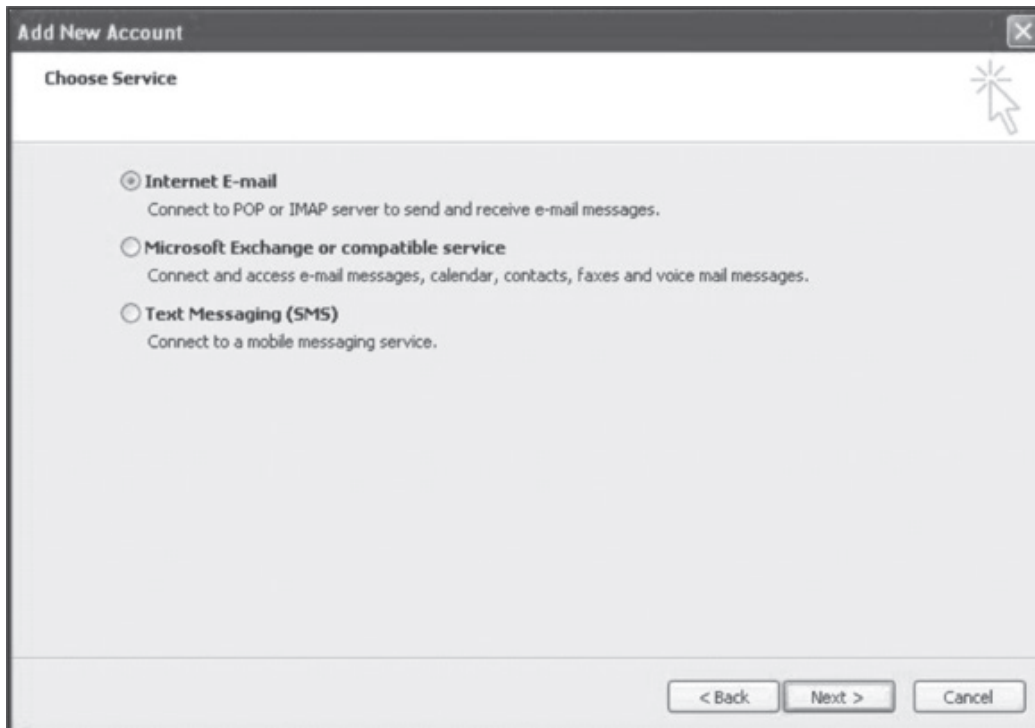 Add New Account
Choose Service
Internet E-mail
Connect to POP or IMAP server to send and receive e-mail messages.
Microsoft Exchange or compatible service
Connect and access e-mail messages, calendar, contacts, faxes and voice mail messages.
Text Messaging (SMS)
Connect to a mobile messaging service.
< Back
Next >
Cancel